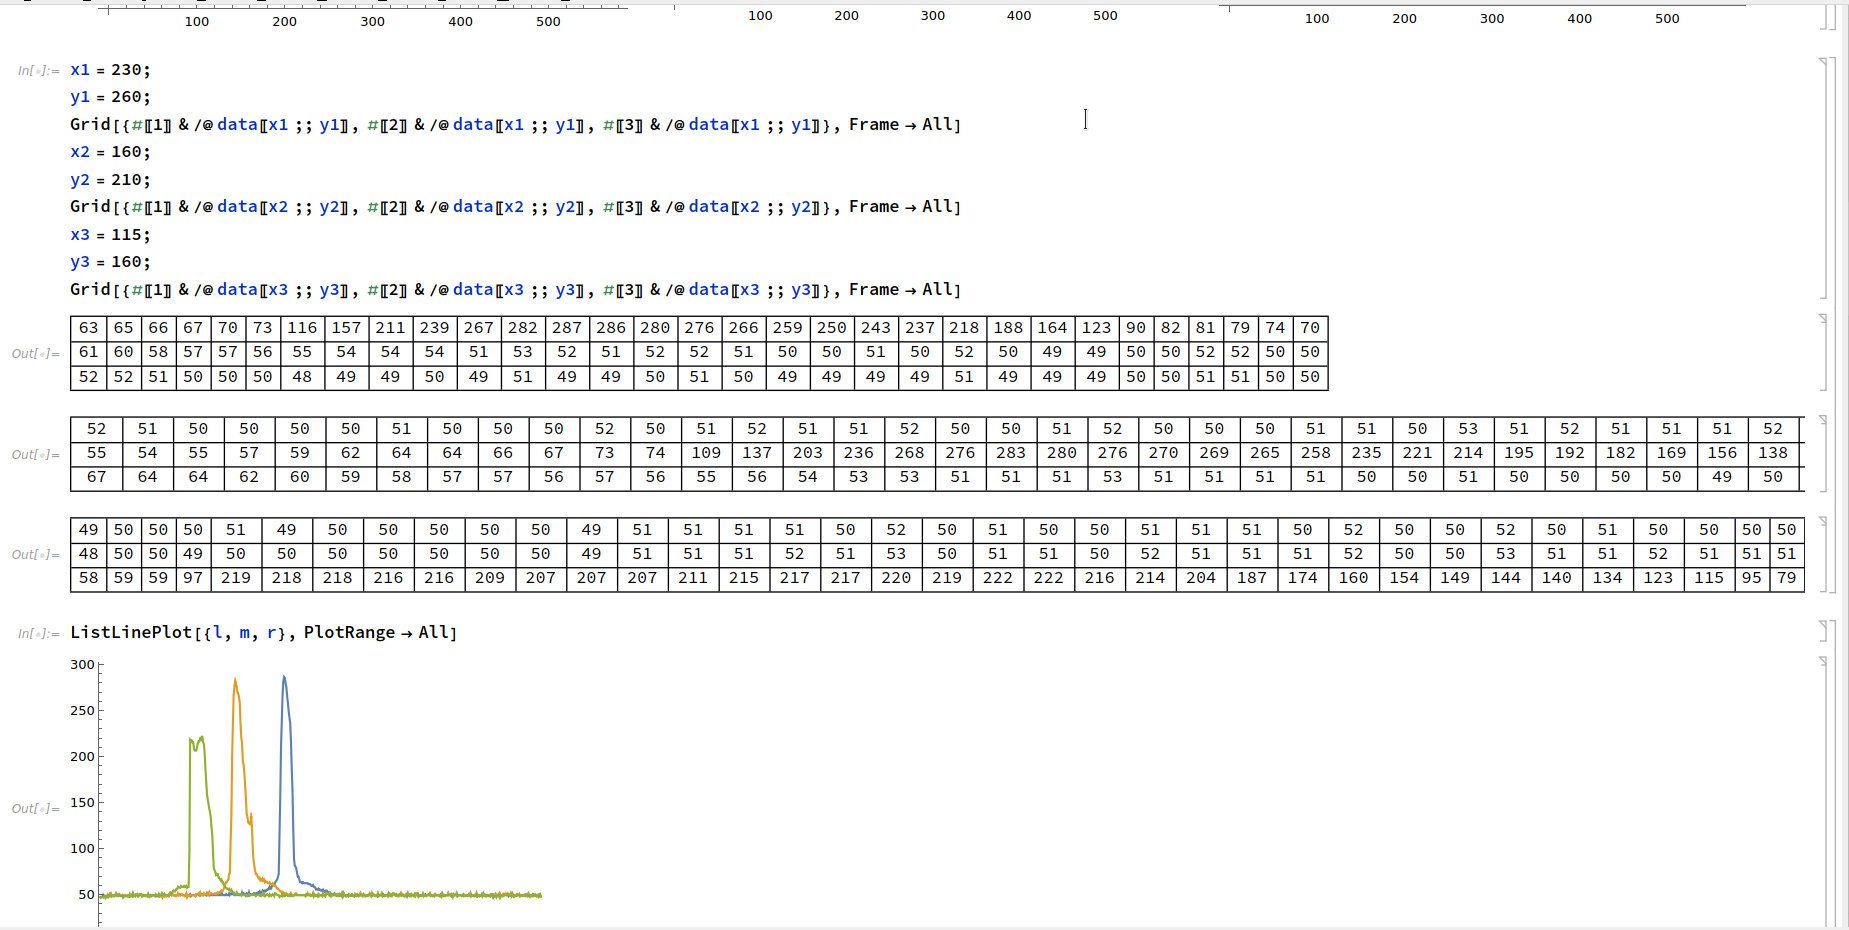 100 200 300 400 500 100 200 300 400 500 100 200 300 400 500
In[◦]:= x1 = 230;
y1 = 260;
Grid[{#〚1〛 & /@ data〚x1 ;; y1〛, #〚2〛 & /@ data〚x1 ;; y1〛, #〚3〛 & /@ data〚x1 ;; y1〛}, Frame → All]
x2 = 160;
y2 = 210;
Grid[{#〚1〛 & /@ data〚x2 ;; y2〛, #〚2〛 & /@ data〚x2 ;; y2〛, #〚3〛 & /@ data〚x2 ;; y2〛}, Frame → All]
x3 = 115;
y3 = 160;
Grid[{#〚1〛 & /@ data〚x3 ;; y3〛, #〚2〛 & /@ data〚x3 ;; y3〛, #〚3〛 & /@ data〚x3 ;; y3〛}, Frame → All]
63 65 66 67 70 73 116 157 211 239 267 282 287 286 280 276 266 259 250 243 237 218 188 164 123 90 82 81 79 74 70
Out[◦]= 61 60 58 57 57 56 55 54 54 54 51 53 52 51 52 52 51 50 50 51 50 52 50 49 49 50 50 52 52 50 50
52 52 51 50 50 50 48 49 49 50 49 51 49 49 50 51 50 49 49 49 49 51 49 49 49 50 50 51 51 50 50
52 51 50 50 50 50 51 50 50 50 52 50 51 52 51 51 52 50 50 51 52 50 50 50 51 51 50 53 51 52 51 51 51 52
Out[◦]= 55 54 55 57 59 62 64 64 66 67 73 74 109 137 203 236 268 276 283 280 276 270 269 265 258 235 221 214 195 192 182 169 156 138
67 64 64 62 60 59 58 57 57 56 57 56 55 56 54 53 53 51 51 51 53 51 51 51 51 50 50 51 50 50 50 50 49 50
49 50 50 50 51 49 50 50 50 50 50 49 51 51 51 51 50 52 50 51 50 50 51 51 51 50 52 50 50 52 50 51 50 50 50 50
Out[◦]= 48 50 50 49 50 50 50 50 50 50 50 49 51 51 51 52 51 53 50 51 51 50 52 51 51 51 52 50 50 53 51 51 52 51 51 51
58 59 59 97 219 218 218 216 216 209 207 207 207 211 215 217 217 220 219 222 222 216 214 204 187 174 160 154 149 144 140 134 123 115 95 79
In[◦]:= ListLinePlot[{l, m, r}, PlotRange → All]
300
250
200
150
Out[◦]=
100
50